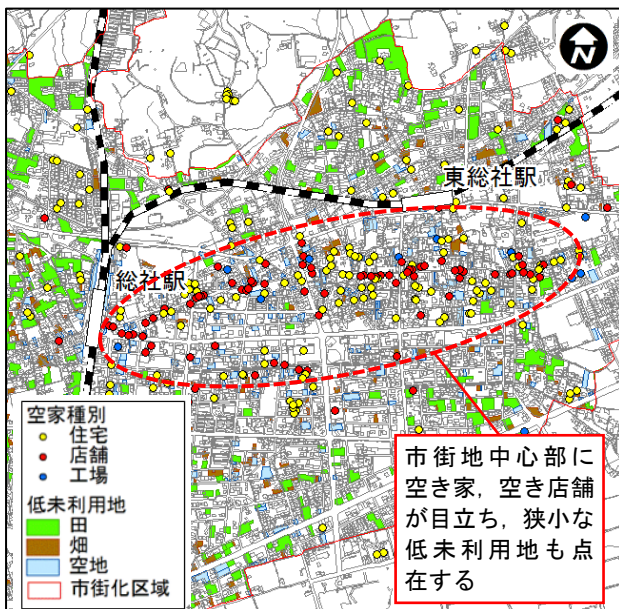 N
東総社駅
総社駅
空家種別
住宅
店舗
工場
低未利用地
田
畑
空地
市街化区域
市街地中心部に
空き家，空き店舗
が目立ち，狭小な
低未利用地も点
在する